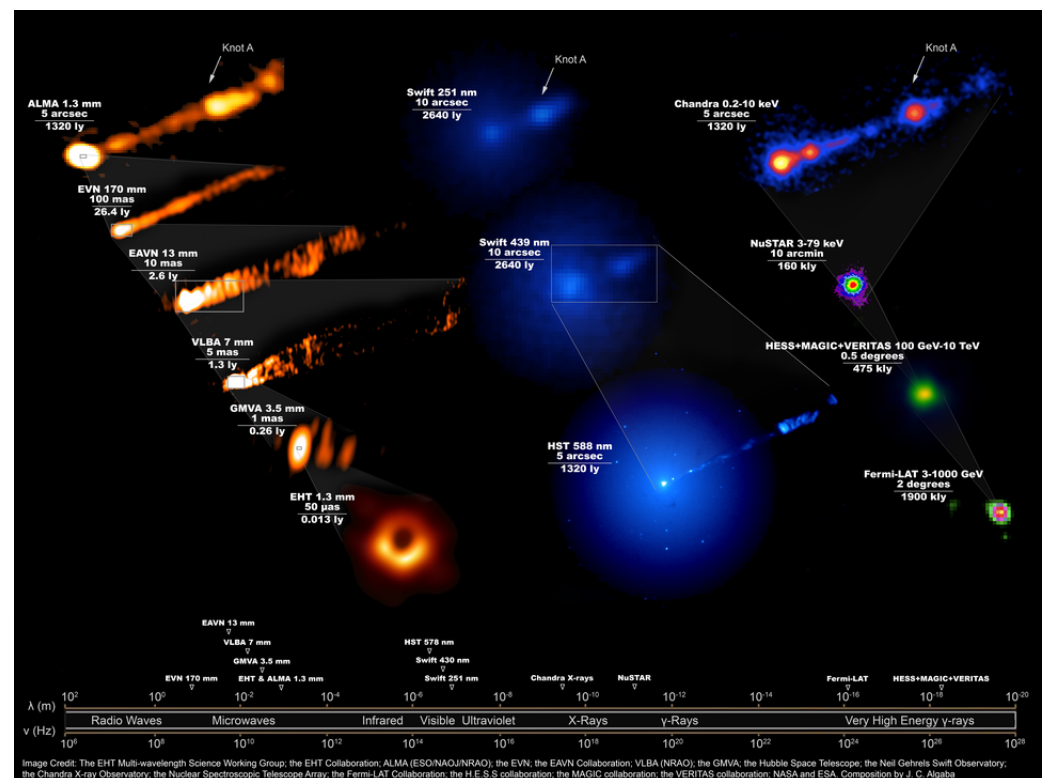 Knot A
ALMA 1.3 mm
5 arcsec
1320 ly
EVN 170 mm
100 mas
26.4 ly
EAVN 13 mm
10 mas
2.6 ly
VLBA 7 mm
5 mas
1.3 ly
GMVA 3.5 mm
1 mas
0.26 ly
EHT 1.3 mm
50 μas
0.013 ly
Knot A
Swift 251 nm
10 arcsec
2640 ly
Swift 439 nm
10 arcsec
2640 ly
HST 588 nm
5 arcsec
1320 ly
Knot A
Chandra 0.2-10 keV
5 arcsec
1320 ly
NuSTAR 3-79 keV
10 arcmin
160 kly
HESS+MAGIC+VERITAS 100 GeV-10 TeV
0.5 degrees
475 kly
Fermi-LAT 3-1000 GeV
2 degrees
1900 kly
EAVN 13 mm
VLBA 7 mm HST 578 nm
GMVA 3.5 mm Swift 430 nm
EVN 170 mm EHT & ALMA 1.3 mm Swift 251 nm Chandra X-rays NuSTAR Fermi-LAT HESS+MAGIC+VERITAS
λ (m) 10² 10⁰ 10⁻² 10⁻⁴ 10⁻⁶ 10⁻⁸ 10⁻¹⁰ 10⁻¹² 10⁻¹⁴ 10⁻¹⁶ 10⁻¹⁸ 10⁻²⁰
Radio Waves Microwaves Infrared Visible Ultraviolet X-Rays γ-Rays Very High Energy γ-rays
ν (Hz) 10⁶ 10⁸ 10¹⁰ 10¹² 10¹⁴ 10¹⁶ 10¹⁸ 10²⁰ 10²² 10²⁴ 10²⁶ 10²⁸
Image Credit: The EHT Multi-wavelength Science Working Group; the EHT Collaboration; ALMA (ESO/NAOJ/NRAO); the EVN; the EAVN Collaboration; VLBA (NRAO); the GMVA; the Hubble Space Telescope; the Neil Gehrels Swift Observatory;
the Chandra X-ray Observatory; the Nuclear Spectroscopic Telescope Array; the Fermi-LAT Collaboration; the H.E.S.S collaboration; the MAGIC collaboration; the VERITAS collaboration; NASA and ESA. Composition by J. C. Algaba